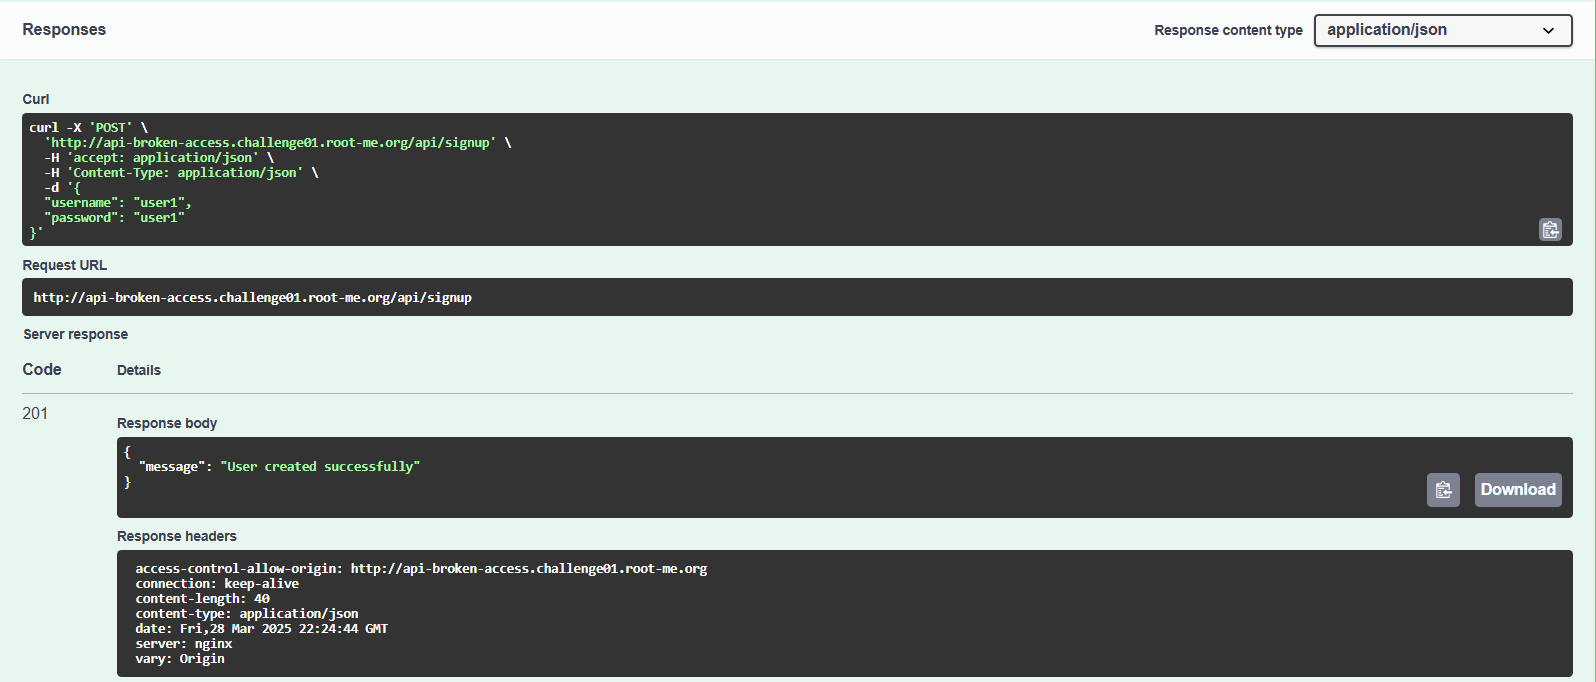 Responses
Response content type
application/json
Curl
curl -X 'POST' \
  'http://api-broken-access.challenge01.root-me.org/api/signup' \
  -H 'accept: application/json' \
  -H 'Content-Type: application/json' \
  -d '{
  "username": "user1",
  "password": "user1"
}'
Request URL
http://api-broken-access.challenge01.root-me.org/api/signup
Server response
Code Details
201
Response body
{
  "message": "User created successfully"
}
Download
Response headers
access-control-allow-origin: http://api-broken-access.challenge01.root-me.org
connection: keep-alive
content-length: 40
content-type: application/json
date: Fri,28 Mar 2025 22:24:44 GMT
server: nginx
vary: Origin